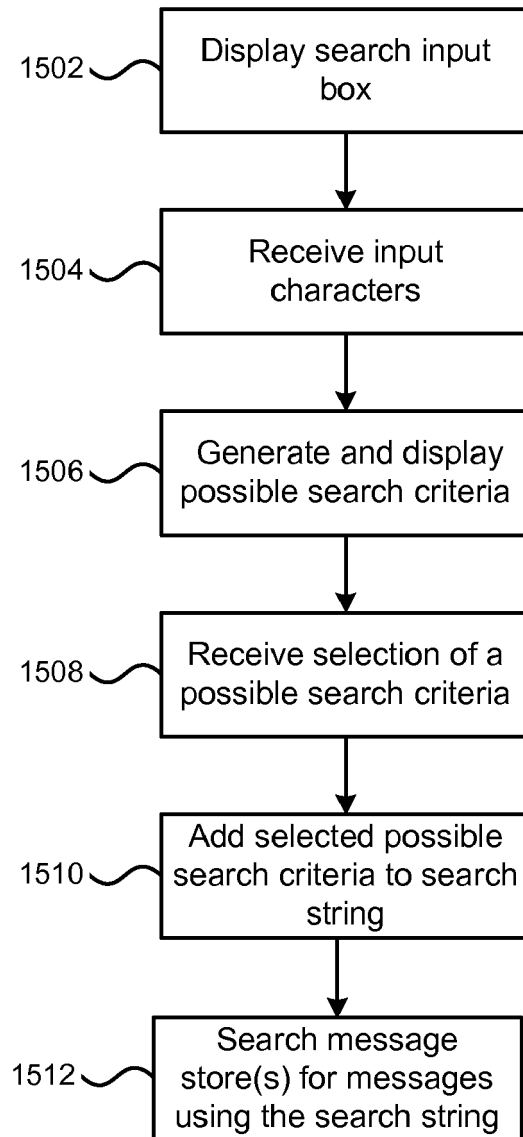 1502
Display search input
box
1504
Receive input
characters
1506
Generate and display
possible search criteria
1508
Receive selection of a
possible search criteria
1510
Add selected possible
search criteria to search
string
1512
Search message
store(s) for messages
using the search string